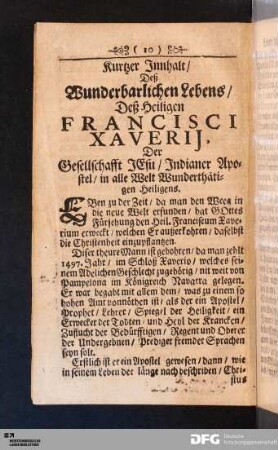 ( 10 )
Kurtzer Innhalt /
Deß
Wunderbarlichen Lebens /
Deß Heiligen
FRANCISCI
XAVERIJ,
Der
Gesellschafft JEsu / Indianer Apo-
stel / in alle Welt Wunderthäti-
gen Heiligens.
EBen zu der Zeit / da man den Weeg in
die neue Welt erfunden / hat GOttes
Fürsehung den Heil. Franciscum Xave-
rium erweckt / welchen Er außerkohren / daselbst
die Christenheit einzupflantzen.
Diser theure Mann ist gebohren / da man zehlt
1497. Jahr / im Schloß Xaverio / welches sei-
nem Adelichen Geschlecht zugehörig / nit weit von
Pampelona im Königreich Navarra gelegen.
Er war begabt mit allem dem / was zu einem so
hohen Amt vonnöthen ist / als der ein Apostel /
Prophet / Lehrer / Spiegel der Heiligkeit / ein
Erwecker der Todten / und Heyl der Krancken /
Zuflucht der Bedürfftigen / Regent und Oberer
der Undergebnen / Prediger fremder Sprachen
seyn solt.
Erstlich ist er ein Apostel gewesen / dann / wie
in seinem Leben der länge nach beschriben / Chri-
stus
DFG Deutsche
Forschungsgemeinschaft